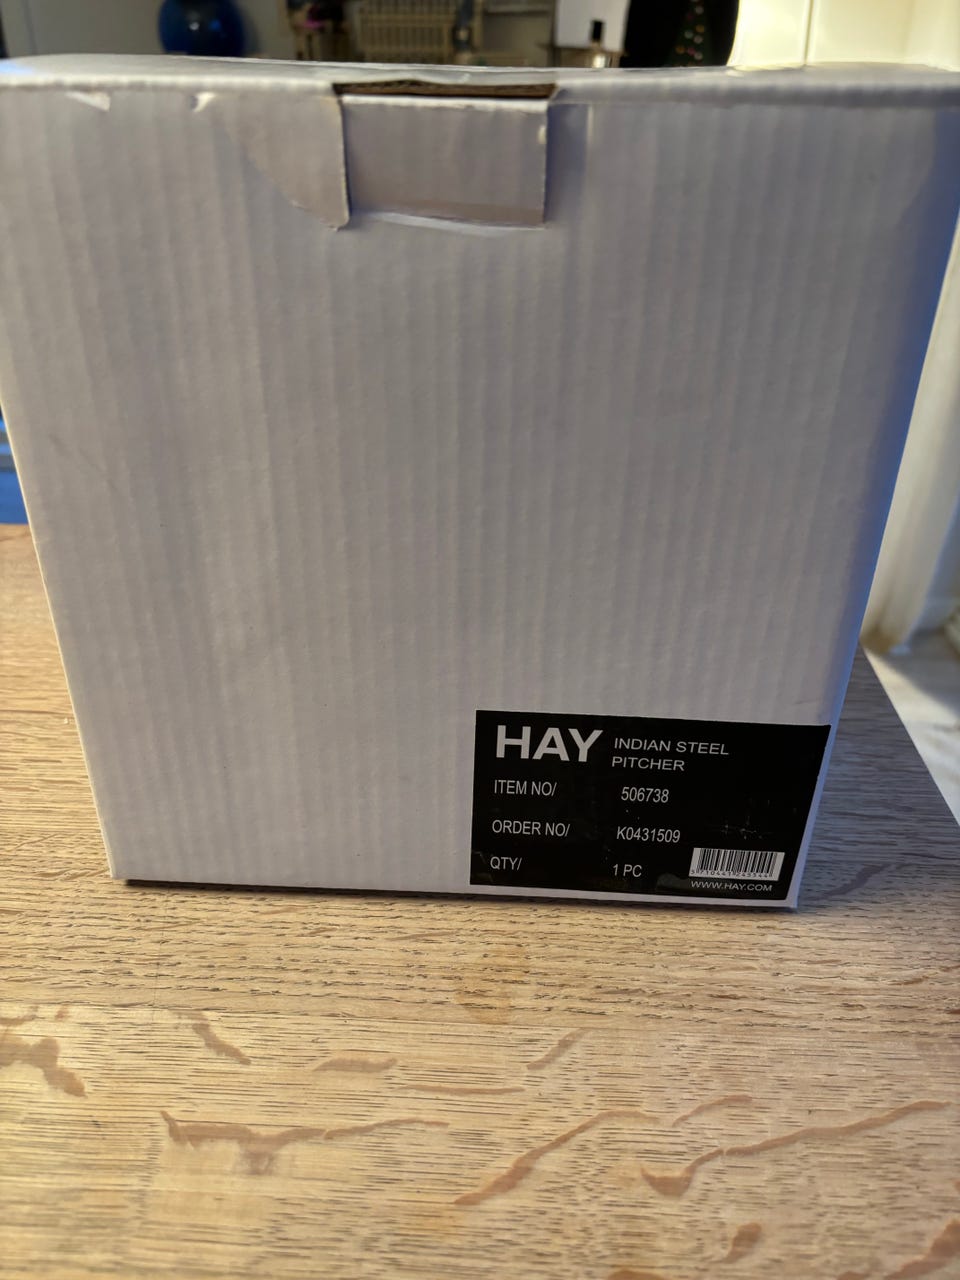 HAY INDIAN STEEL
PITCHER
ITEM NO/ 506738
ORDER NO/ K0431509
QTY/ 1 PC
WWW.HAY.COM